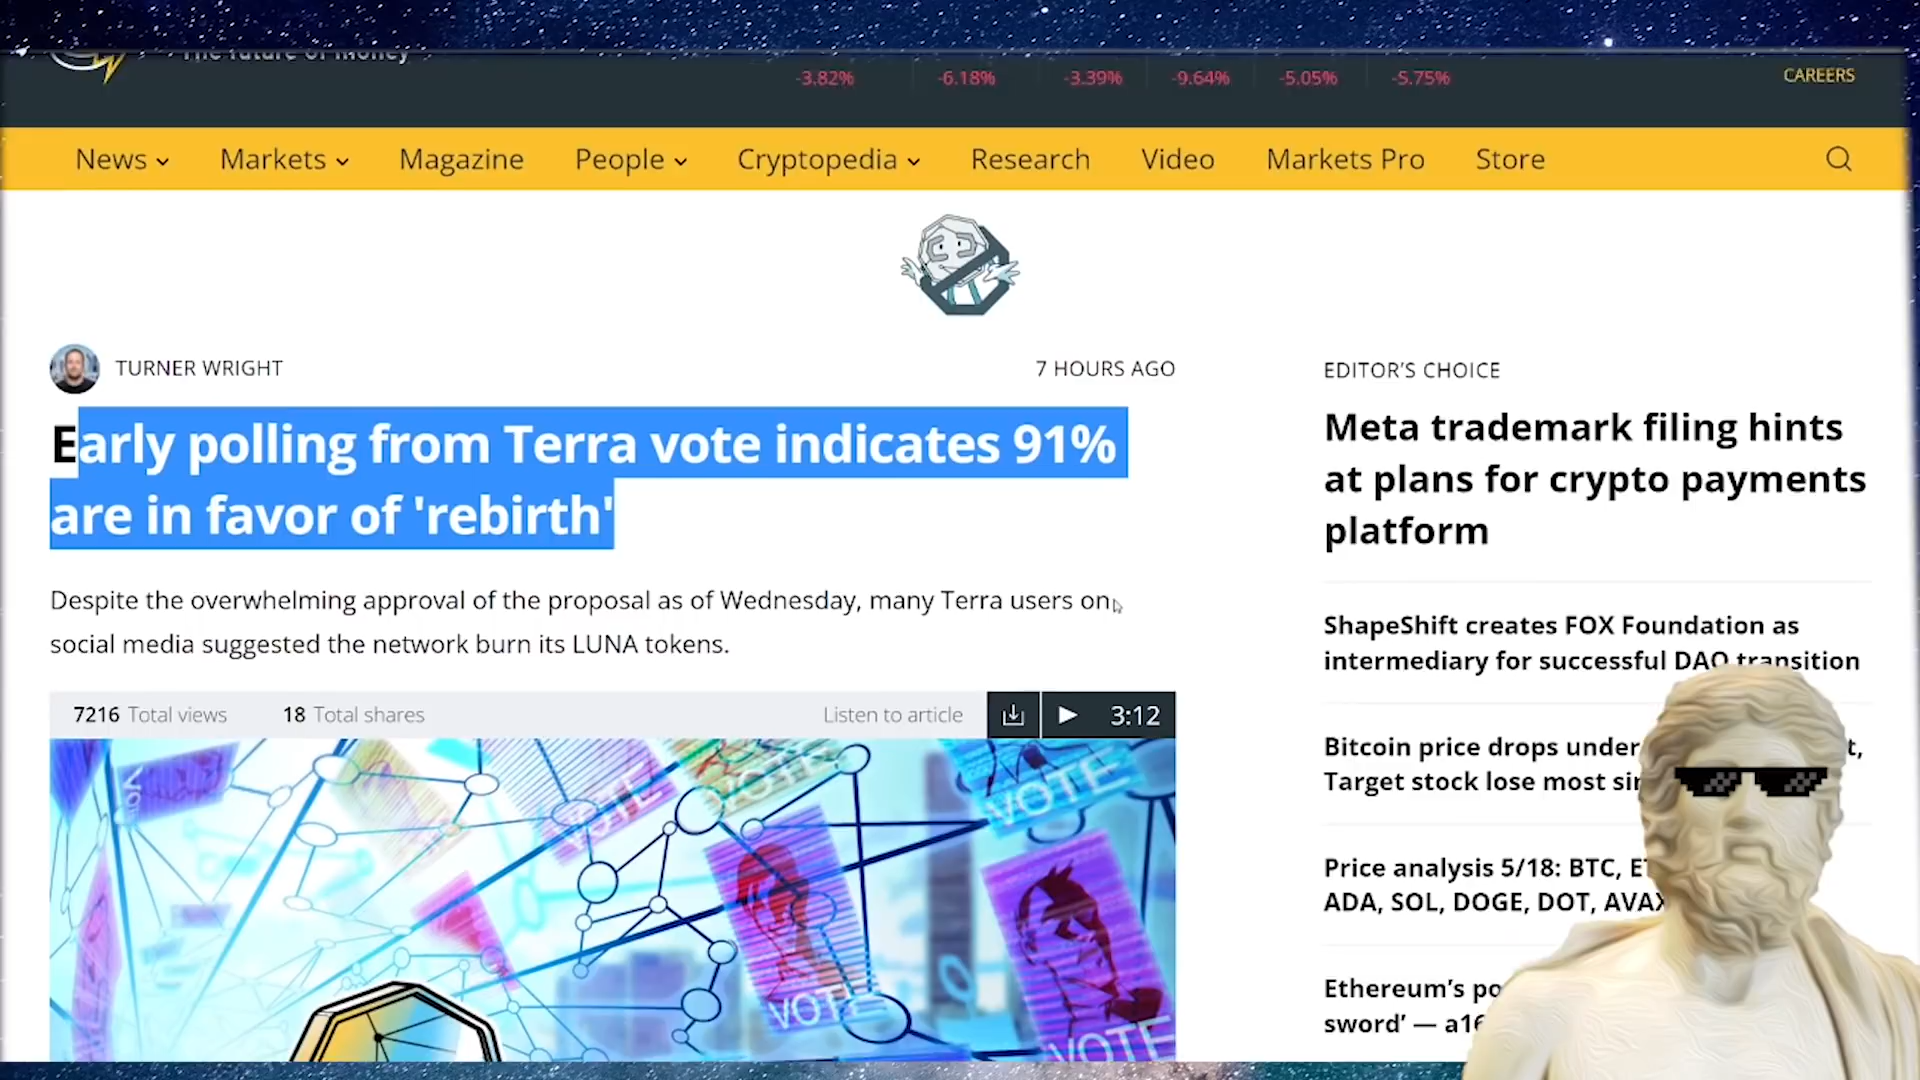 The future of money
-3.82% -6.18% -3.39% -9.64% -5.05% -5.75%
CAREERS
News Markets Magazine People Cryptopedia Research Video Markets Pro Store
TURNER WRIGHT
7 HOURS AGO
Early polling from Terra vote indicates 91%
are in favor of 'rebirth'
Despite the overwhelming approval of the proposal as of Wednesday, many Terra users on
social media suggested the network burn its LUNA tokens.
7216 Total views 18 Total shares Listen to article 3:12
VOTE
VOTE
VOTE
VOTE
VOTE
EDITOR'S CHOICE
Meta trademark filing hints
at plans for crypto payments
platform
ShapeShift creates FOX Foundation as
intermediary for successful DAO transition
Bitcoin price drops under
Target stock lose most
Price analysis 5/18: BTC,
ADA, SOL, DOGE, DOT, AVAX
Ethereum's
sword' —